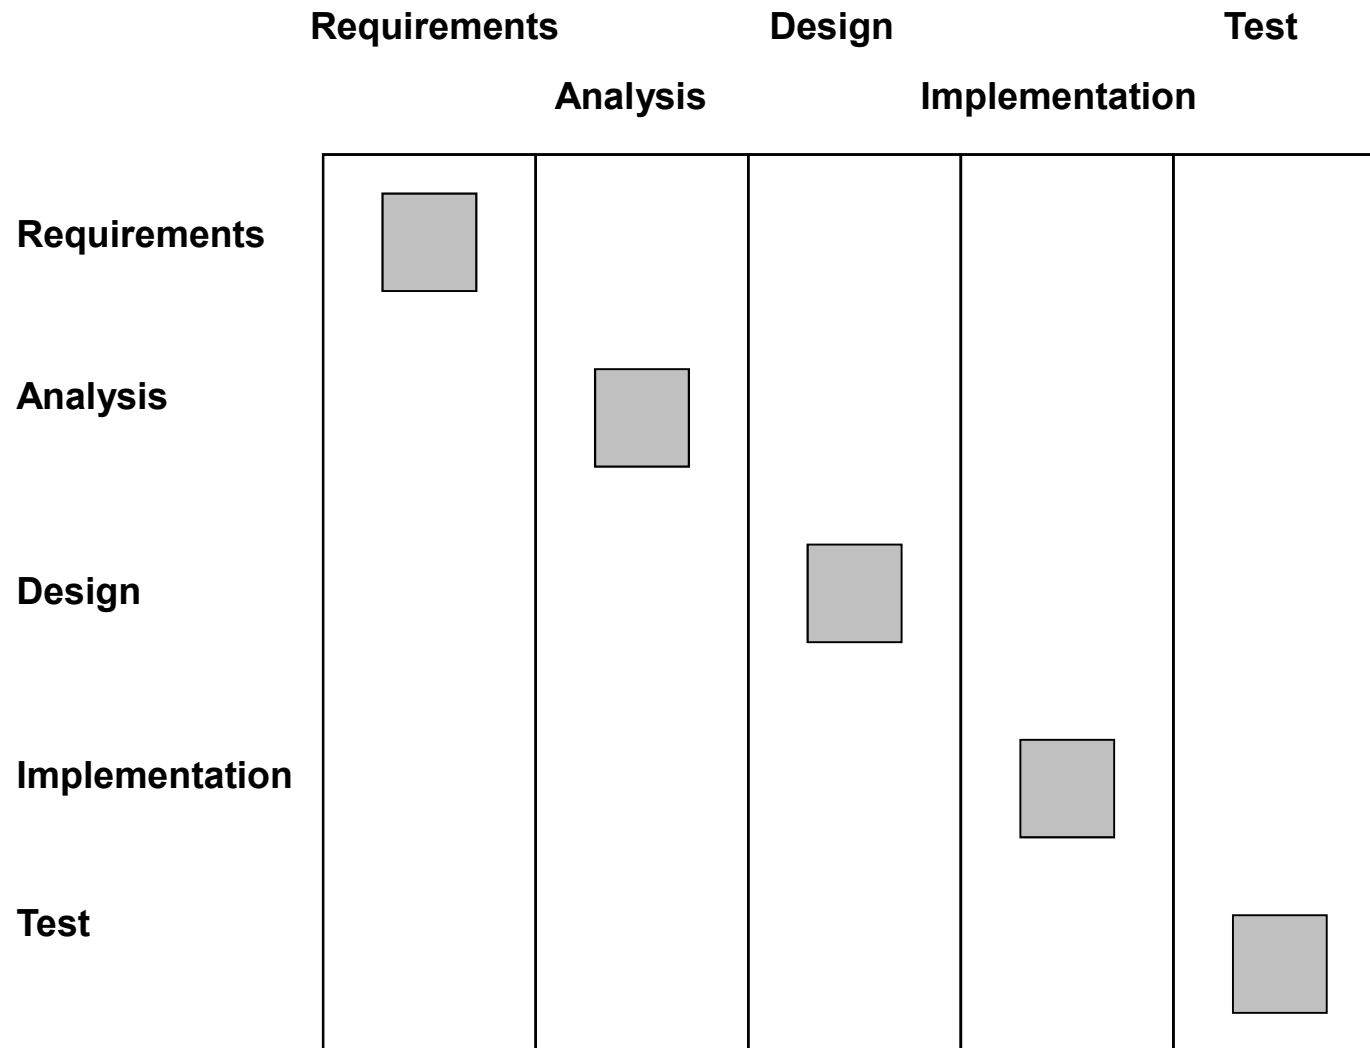 Requirements Design Test
Analysis Implementation
Requirements
Analysis
Design
Implementation
Test